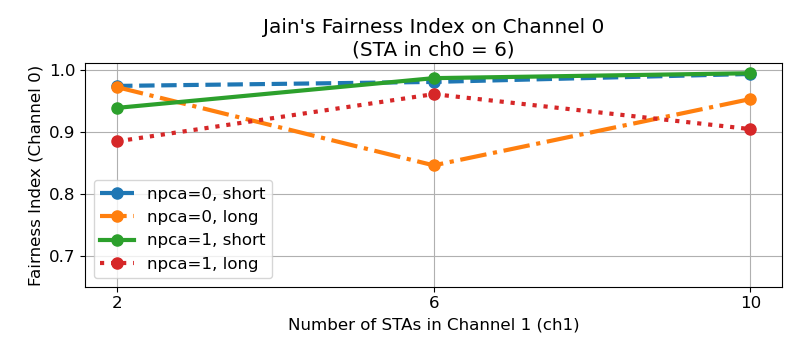 Jain's Fairness Index on Channel 0
(STA in ch0 = 6)
Fairness Index (Channel 0)
1.0
0.9
0.8
0.7
npca=0, short
npca=0, long
npca=1, short
npca=1, long
2
6
10
Number of STAs in Channel 1 (ch1)